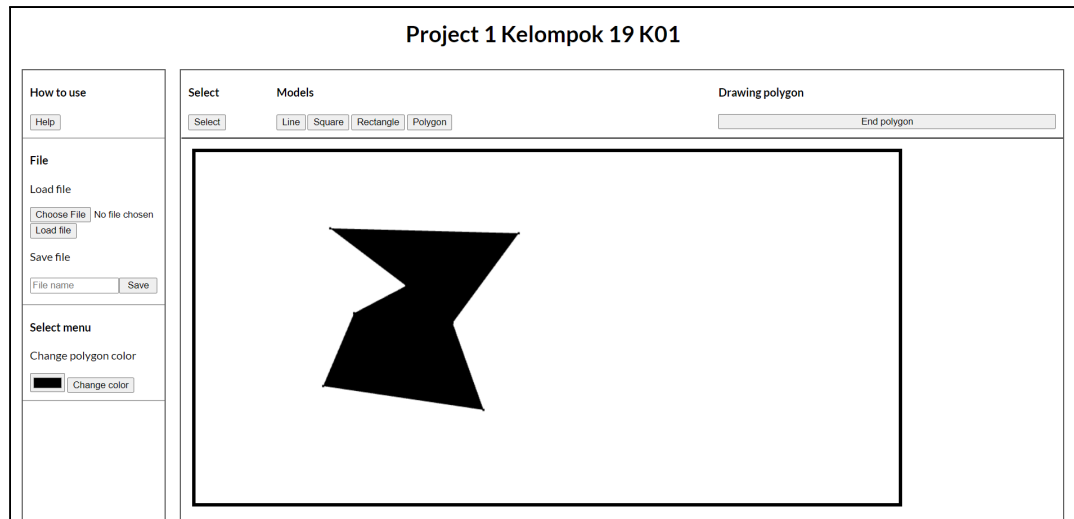 Project 1 Kelompok 19 K01
How to use
Help
File
Load file
Choose File No file chosen
Load file
Save file
File name Save
Select menu
Change polygon color
Change color
Select Models Drawing polygon
Select Line Square Rectangle Polygon End polygon